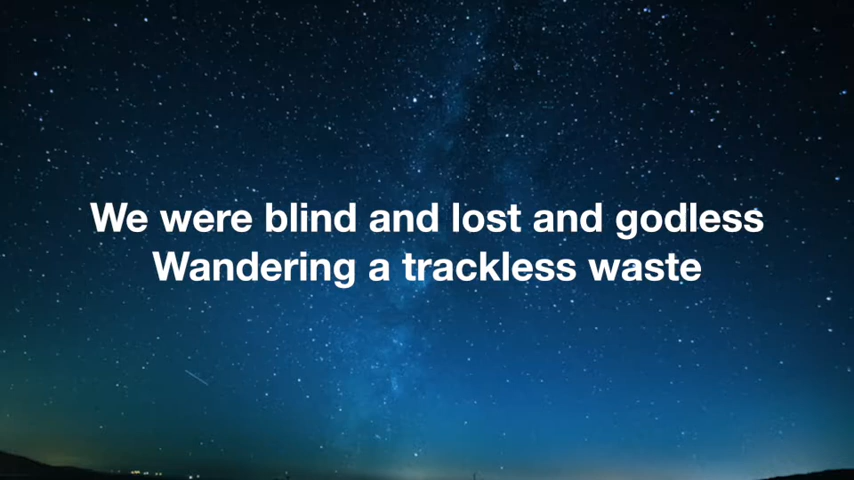 We were blind and lost and godless
Wandering a trackless waste